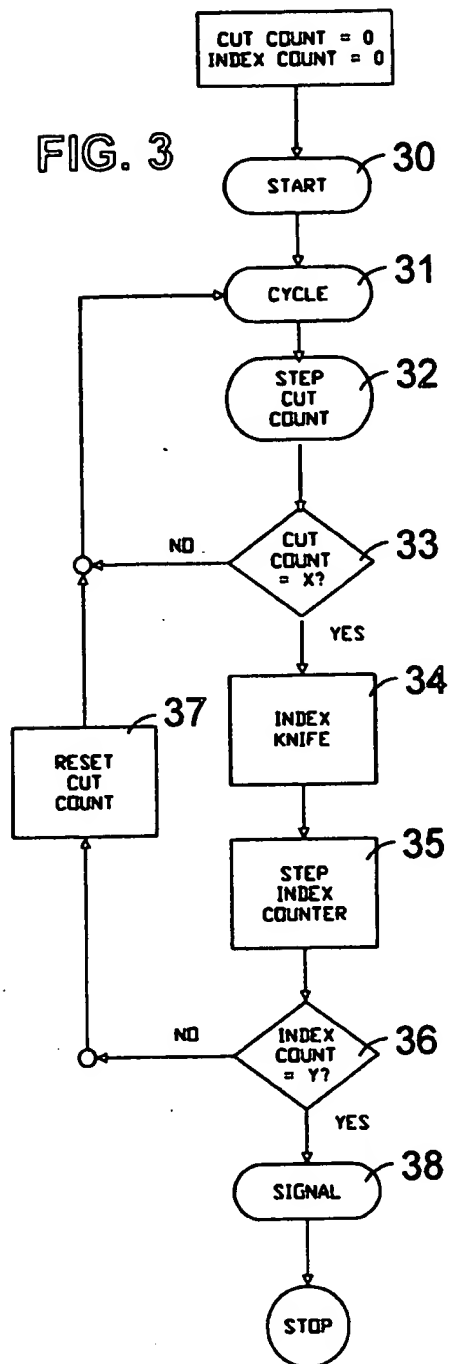 CUT COUNT = 0
INDEX COUNT = 0
FIG. 3
30
START
31
CYCLE
32
STEP
CUT
COUNT
33
CUT
COUNT
= X?
NO
YES
34
INDEX
KNIFE
37
RESET
CUT
COUNT
35
STEP
INDEX
COUNTER
36
INDEX
COUNT
= Y?
NO
YES
38
SIGNAL
STOP